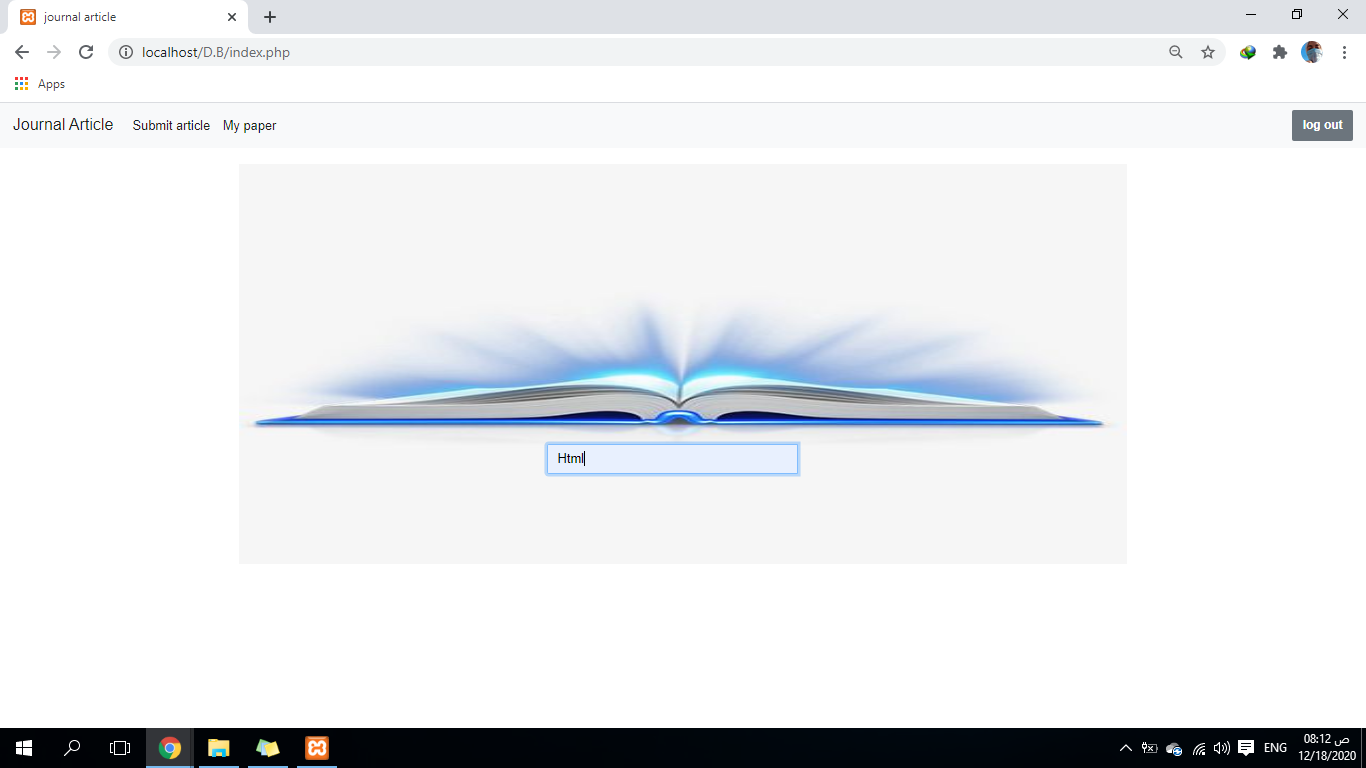 journal article
localhost/D.B/index.php
Apps
Journal Article Submit article My paper log out
Html
ENG
08:12 ص
12/18/2020